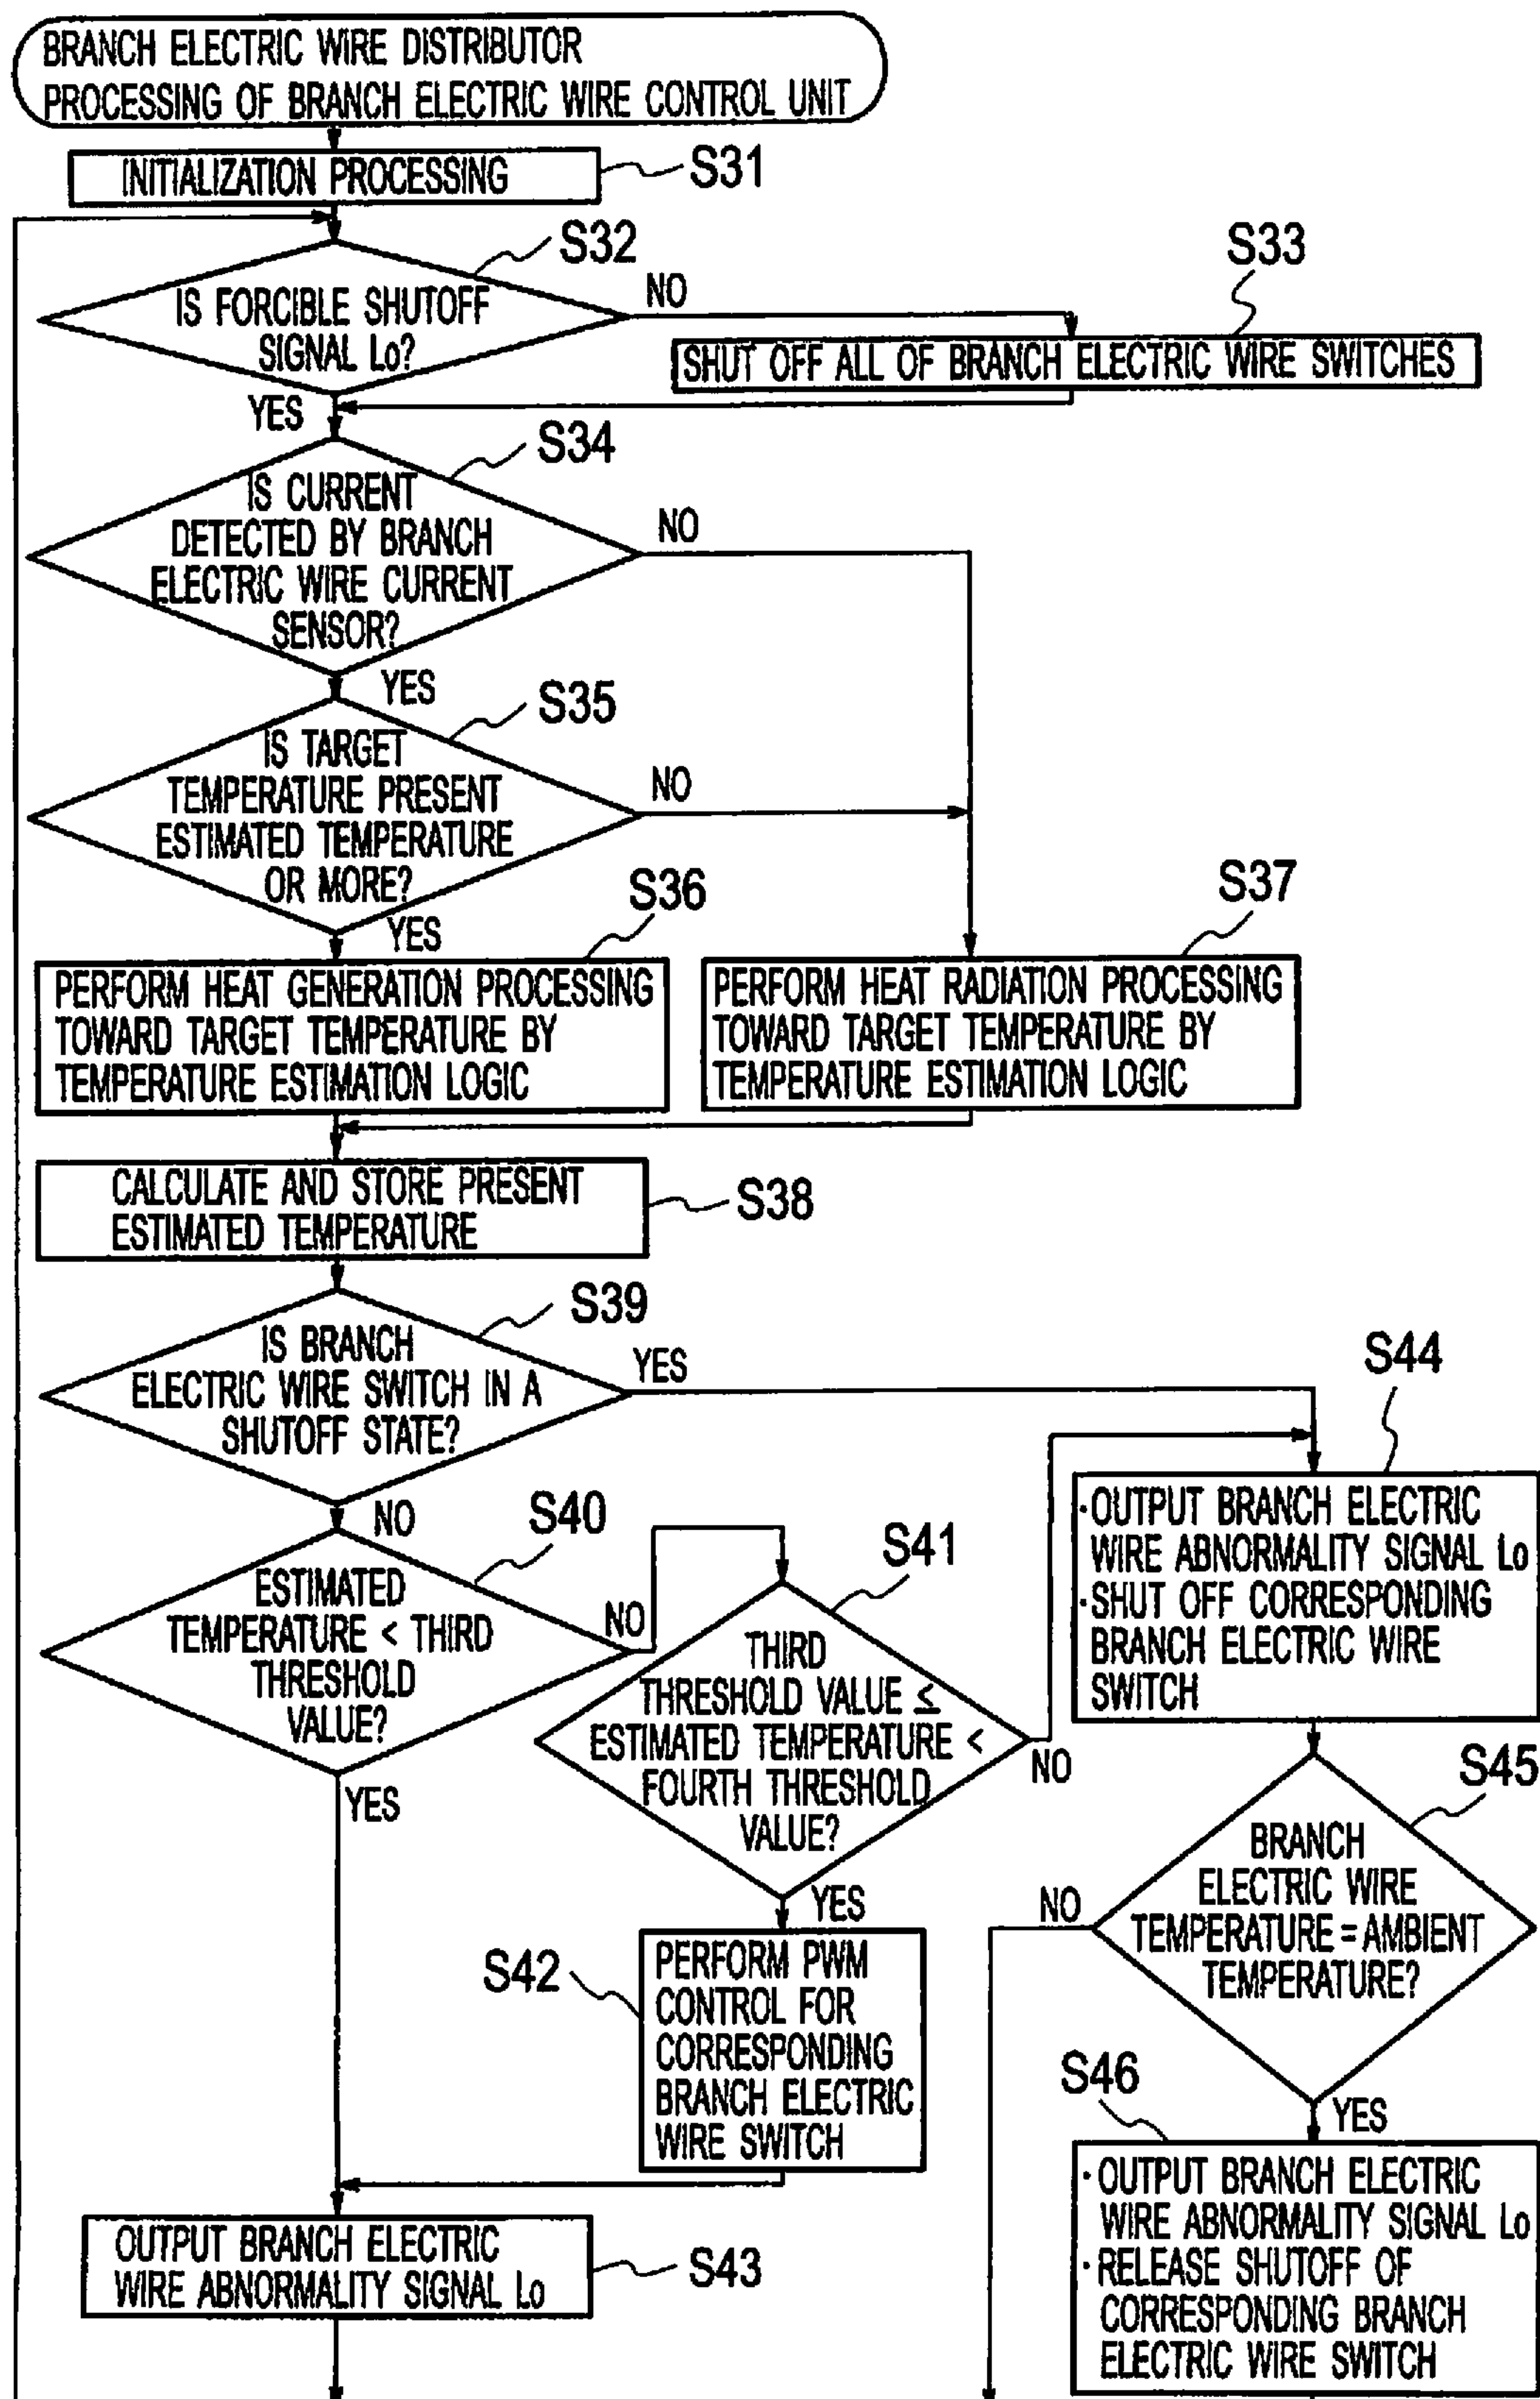 BRANCH ELECTRIC WIRE DISTRIBUTOR
PROCESSING OF BRANCH ELECTRIC WIRE CONTROL UNIT
INITIALIZATION PROCESSING
S31
S32
IS FORCIBLE SHUTOFF
SIGNAL Lo?
NO
YES
S33
SHUT OFF ALL OF BRANCH ELECTRIC WIRE SWITCHES
S34
IS CURRENT
DETECTED BY BRANCH
ELECTRIC WIRE CURRENT
SENSOR?
NO
YES
S35
IS TARGET
TEMPERATURE PRESENT
ESTIMATED TEMPERATURE
OR MORE?
NO
YES
S36
PERFORM HEAT GENERATION PROCESSING
TOWARD TARGET TEMPERATURE BY
TEMPERATURE ESTIMATION LOGIC
S37
PERFORM HEAT RADIATION PROCESSING
TOWARD TARGET TEMPERATURE BY
TEMPERATURE ESTIMATION LOGIC
CALCULATE AND STORE PRESENT
ESTIMATED TEMPERATURE
S38
S39
IS BRANCH
ELECTRIC WIRE SWITCH IN A
SHUTOFF STATE?
YES
NO
S40
ESTIMATED
TEMPERATURE < THIRD
THRESHOLD
VALUE?
NO
YES
S41
THIRD
THRESHOLD VALUE ≤
ESTIMATED TEMPERATURE <
FOURTH THRESHOLD
VALUE?
NO
YES
S42
PERFORM PWM
CONTROL FOR
CORRESPONDING
BRANCH ELECTRIC
WIRE SWITCH
OUTPUT BRANCH ELECTRIC
WIRE ABNORMALITY SIGNAL Lo
S43
S44
· OUTPUT BRANCH ELECTRIC
WIRE ABNORMALITY SIGNAL Lo
· SHUT OFF CORRESPONDING
BRANCH ELECTRIC WIRE
SWITCH
S45
BRANCH
ELECTRIC WIRE
TEMPERATURE = AMBIENT
TEMPERATURE?
NO
YES
S46
· OUTPUT BRANCH ELECTRIC
WIRE ABNORMALITY SIGNAL Lo
· RELEASE SHUTOFF OF
CORRESPONDING BRANCH
ELECTRIC WIRE SWITCH